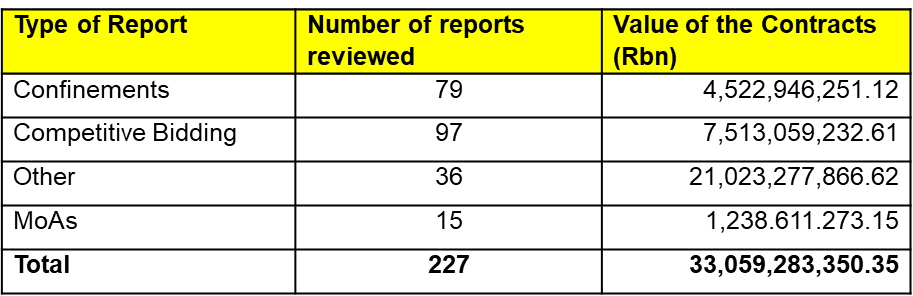 Type of Report Number of reports reviewed Value of the Contracts (Rbn)
Confinements 79 4,522,946,251.12
Competitive Bidding 97 7,513,059,232.61
Other 36 21,023,277,866.62
MoAs 15 1,238.611.273.15
Total 227 33,059,283,350.35